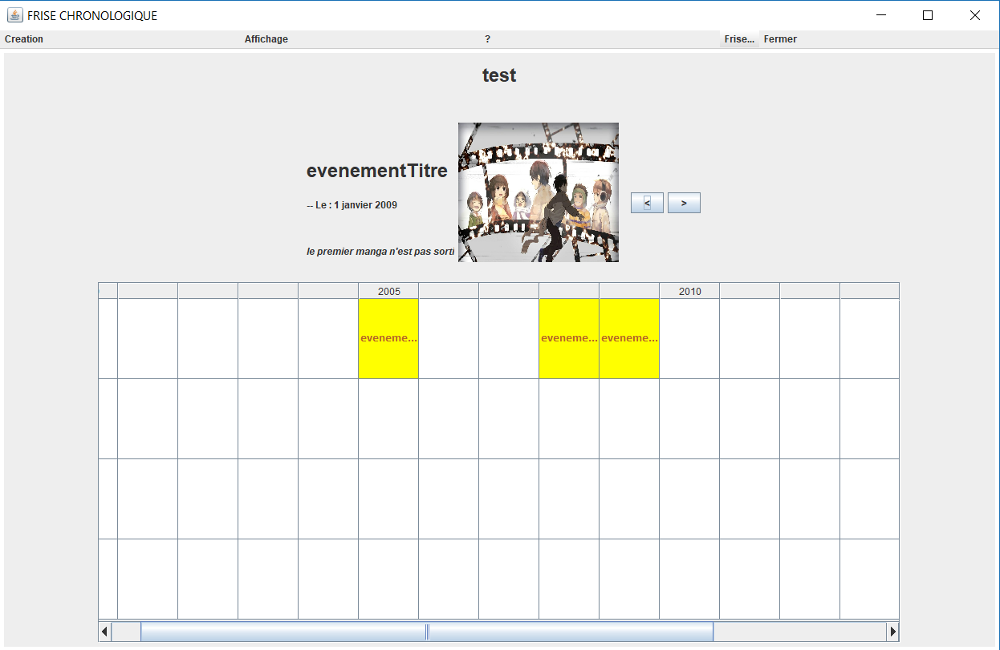 FRISE CHRONOLOGIQUE
Creation Affichage ? Frise... Fermer
test
evenementTitre
-- Le : 1 janvier 2009
< >
le premier manga n'est pas sorti
2005 2010
eveneme... eveneme... eveneme...